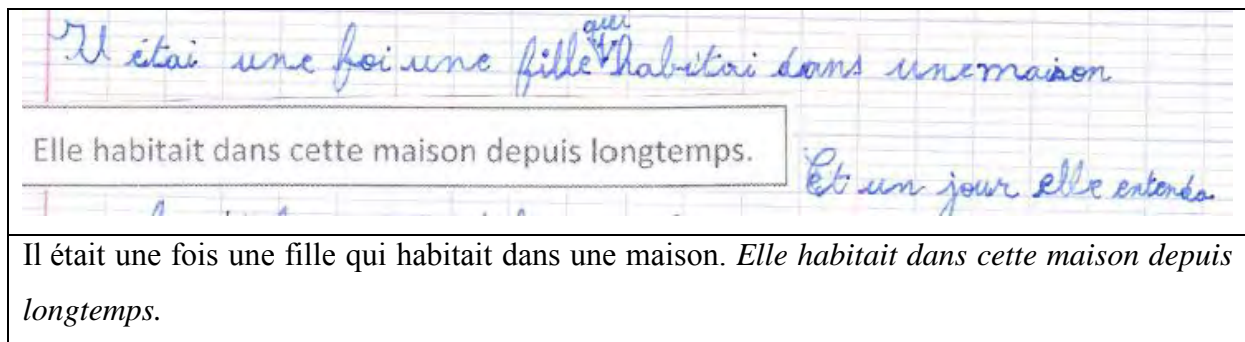 Il étai une foi une fille qui habitai dans unemaison
Elle habitait dans cette maison depuis longtemps.
Et un jour elle entenda
Il était une fois une fille qui habitait dans une maison. Elle habitait dans cette maison depuis
longtemps.